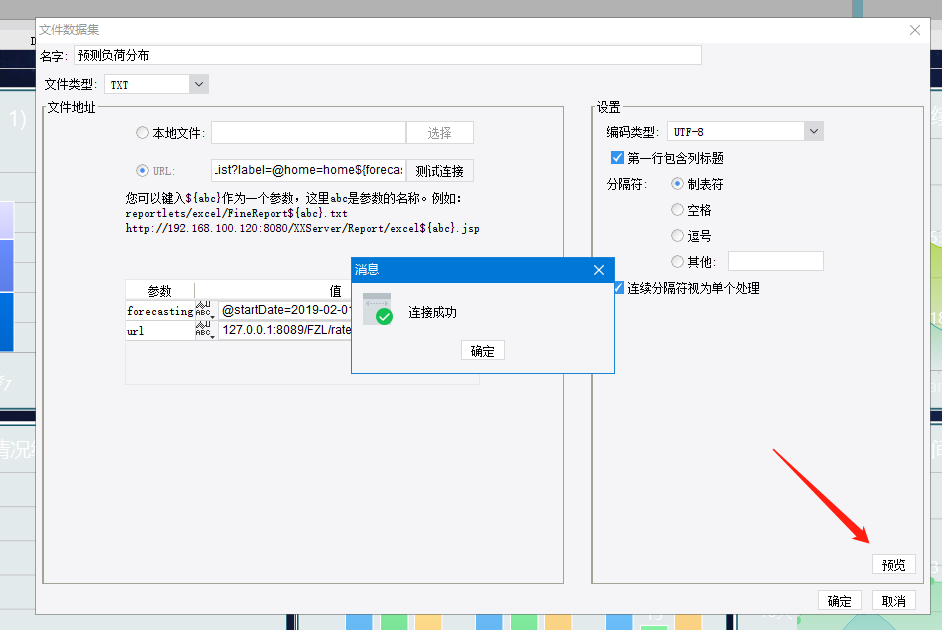 文件数据集
名字: 预测负荷分布
文件类型: TXT
文件地址
本地文件: 选择
URL: .ist?label=@home=home${foreca: 测试连接
您可以键入${abc}作为一个参数，这里abc是参数的名称。例如:
reportlets/excel/FineReport${abc}.txt
http://192.168.100.120:8080/XXServer/Report/excel${abc}.jsp
参数 值
forecasting @startDate=2019-02-01
url 127.0.0.1:8089/FZL/rate
消息
连接成功
确定
设置
编码类型: UTF-8
第一行包含列标题
分隔符: 制表符
空格
逗号
其他:
连续分隔符视为单个处理
预览
确定 取消